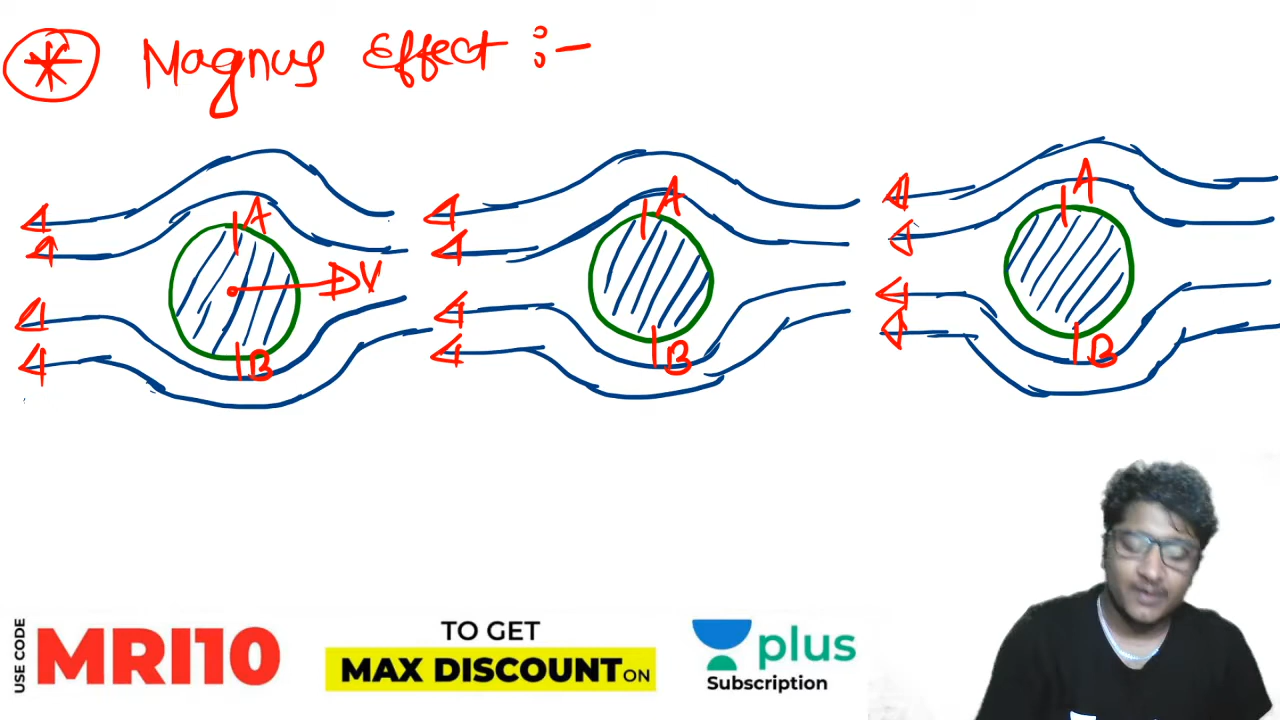 * Magnus Effect :-
A
A
A
V
B
B
B
USE CODE
MRI10
TO GET
MAX DISCOUNT ON
plus
Subscription